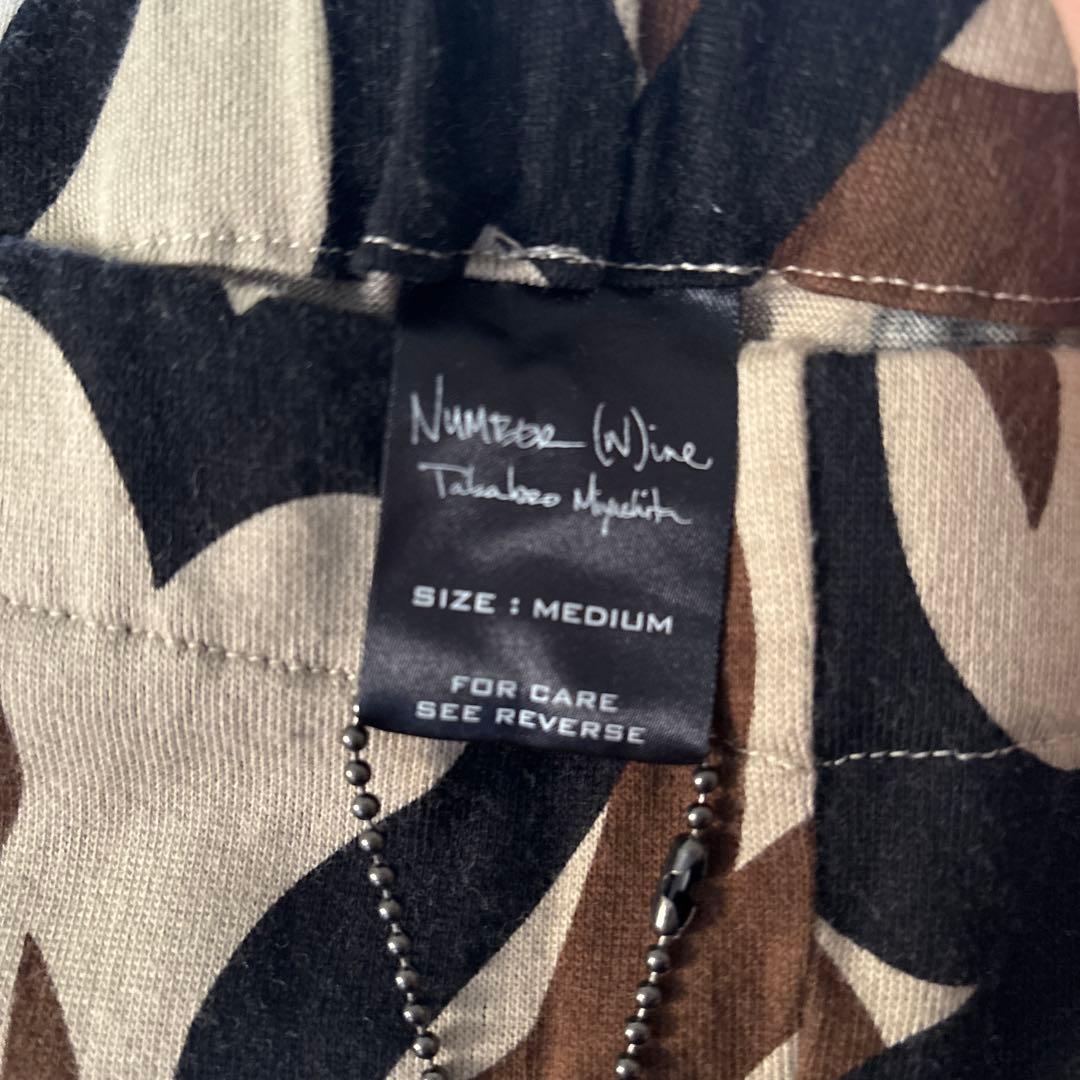 NUMBER (N)ine
Takahiro Miyashita
SIZE : MEDIUM
FOR CARE
SEE REVERSE